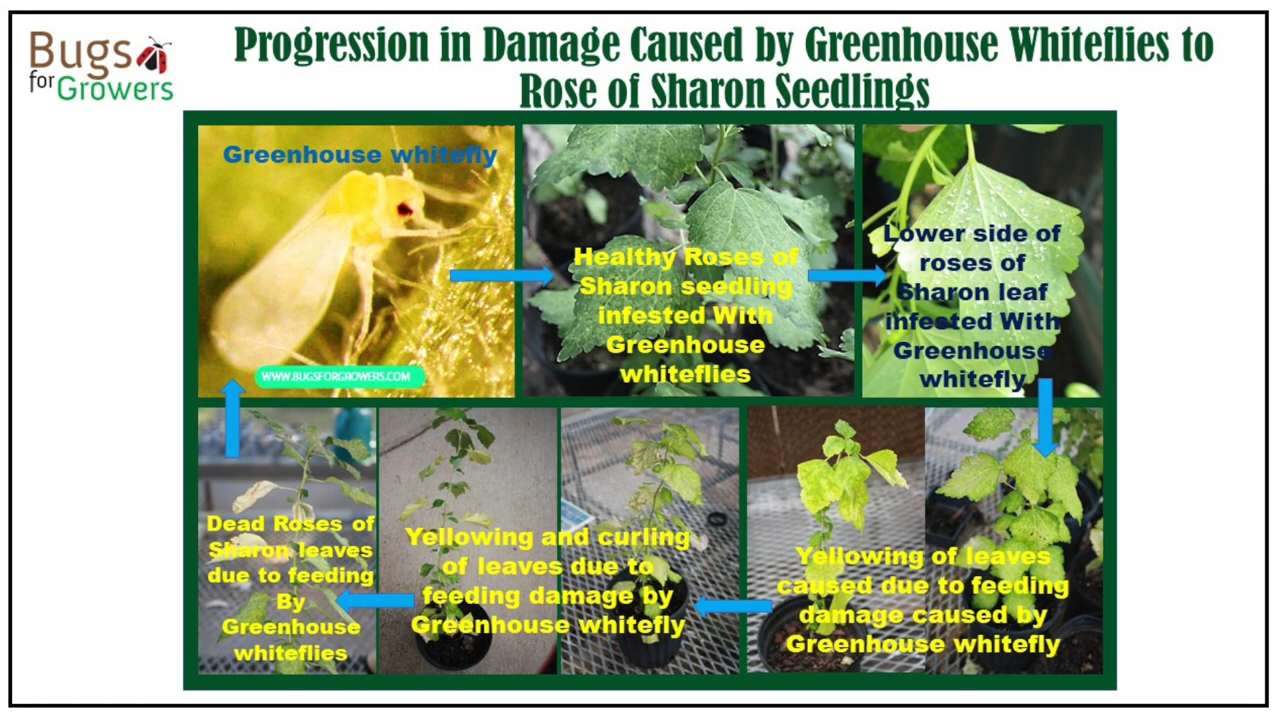 Bugs
for Growers
Progression in Damage Caused by Greenhouse Whiteflies to
Rose of Sharon Seedlings
Greenhouse whitefly
WWW.BUGSFORGROWERS.COM
Healthy Roses of
Sharon seedling
infested With
Greenhouse
whiteflies
Lower side of
roses of
Sharon leaf
infested With
Greenhouse
whitefly
Dead Roses of
Sharon leaves
due to feeding
By
Greenhouse
whiteflies
Yellowing and curling
of leaves due to
feeding damage by
Greenhouse whitefly
Yellowing of leaves
caused due to feeding
damage caused by
Greenhouse whitefly